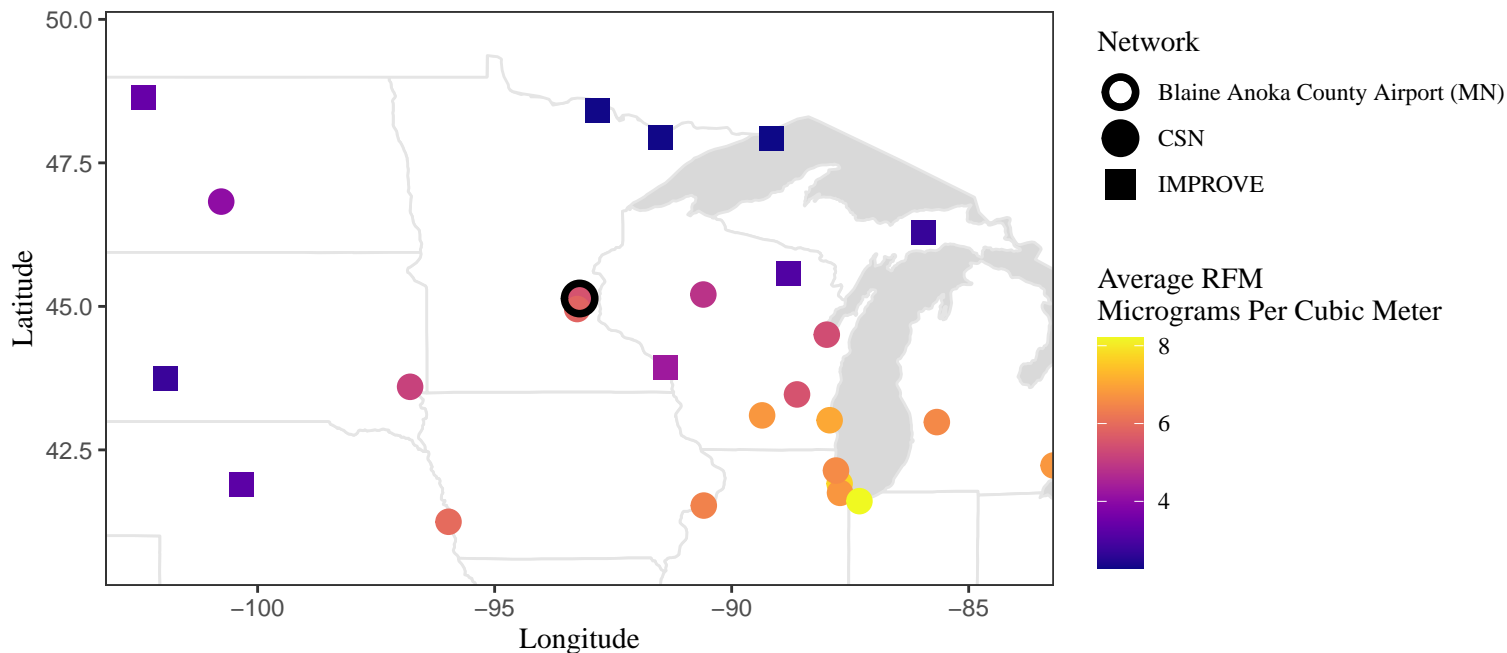 50.0
47.5
45.0
42.5
Latitude
−100
−95
−90
−85
Longitude
Network
Blaine Anoka County Airport (MN)
CSN
IMPROVE
Average RFM
Micrograms Per Cubic Meter
8
6
4